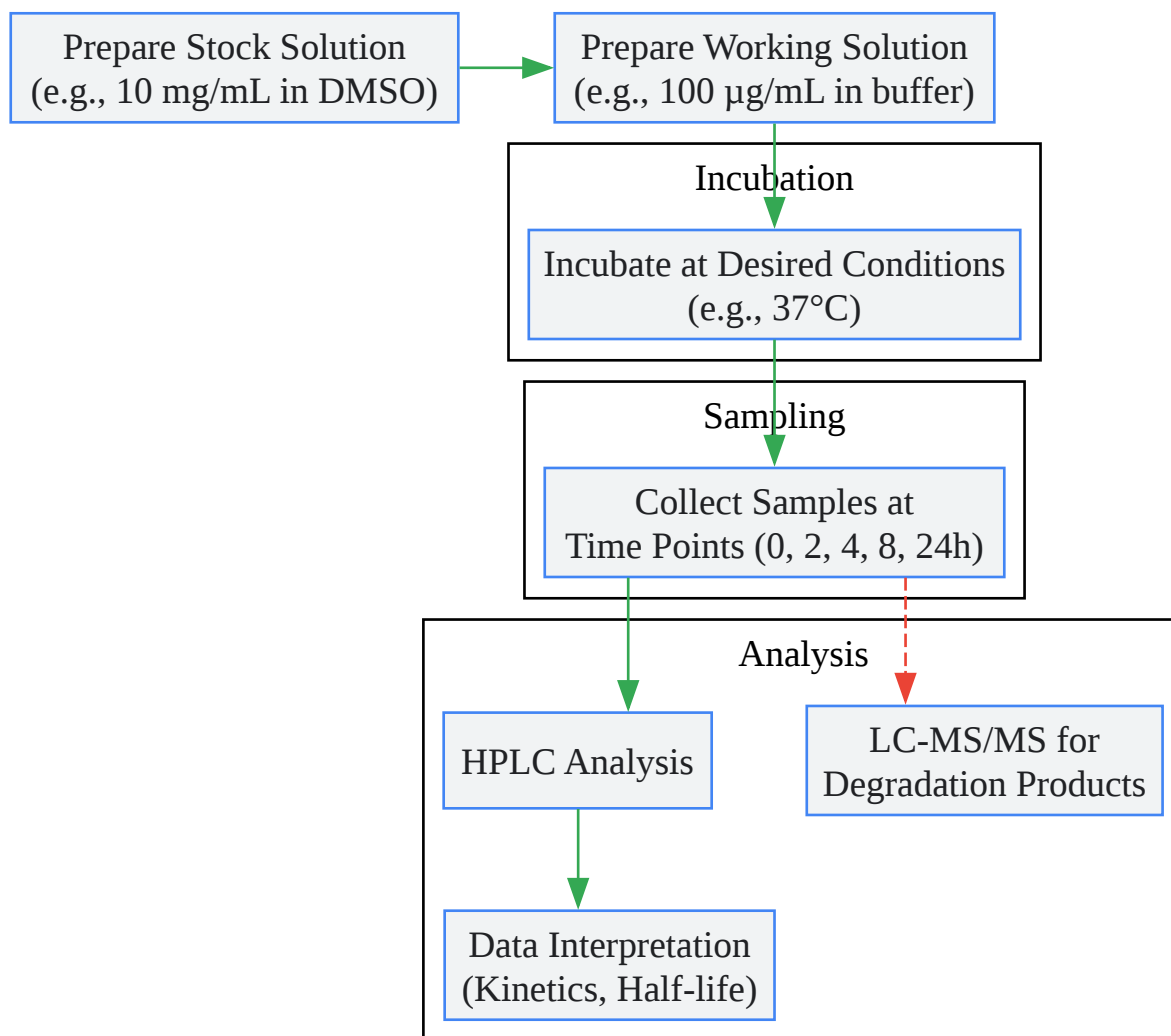 Prepare Stock Solution
(e.g., 10 mg/mL in DMSO)
Prepare Working Solution
(e.g., 100 µg/mL in buffer)
Incubation
Incubate at Desired Conditions
(e.g., 37°C)
Sampling
Collect Samples at
Time Points (0, 2, 4, 8, 24h)
Analysis
HPLC Analysis
LC-MS/MS for
Degradation Products
Data Interpretation
(Kinetics, Half-life)